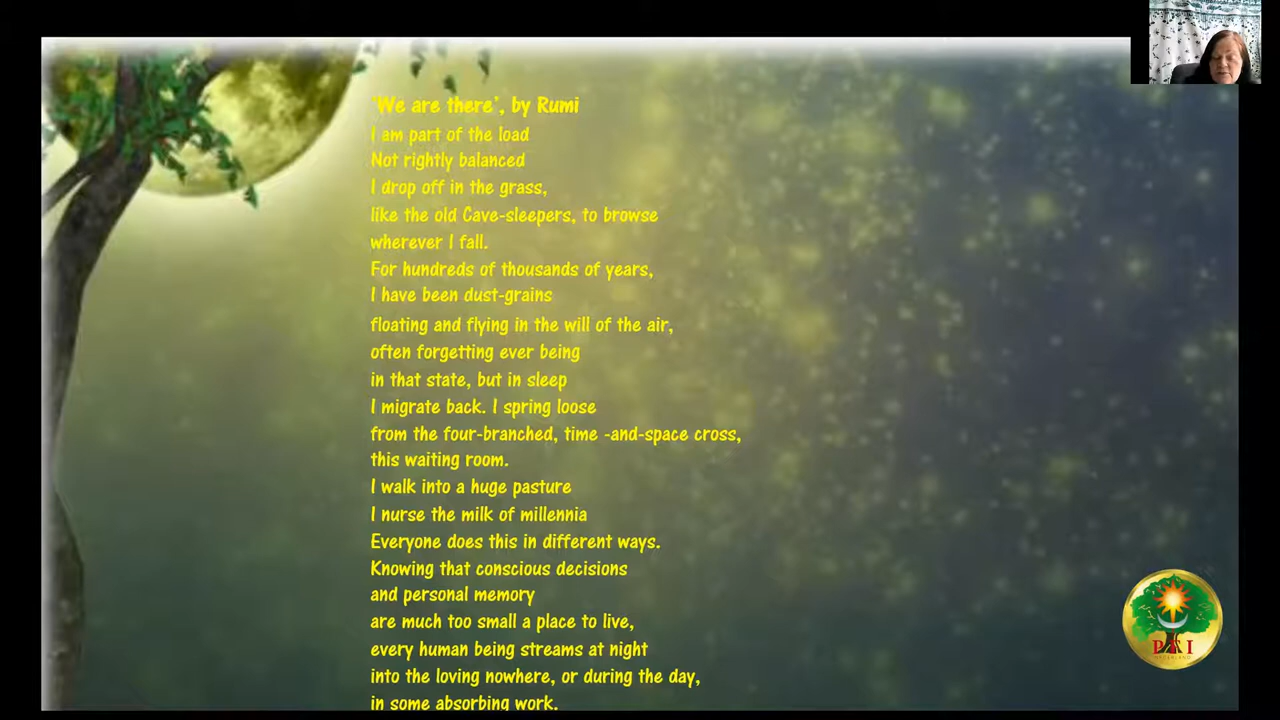 'We are there', by Rumi
I am part of the load
Not rightly balanced
I drop off in the grass,
like the old Cave-sleepers, to browse
wherever I fall.
For hundreds of thousands of years,
I have been dust-grains
floating and flying in the will of the air,
often forgetting ever being
in that state, but in sleep
I migrate back. I spring loose
from the four-branched, time -and-space cross,
this waiting room.
I walk into a huge pasture
I nurse the milk of millennia
Everyone does this in different ways.
Knowing that conscious decisions
and personal memory
are much too small a place to live,
every human being streams at night
into the loving nowhere, or during the day,
in some absorbing work.
PTI